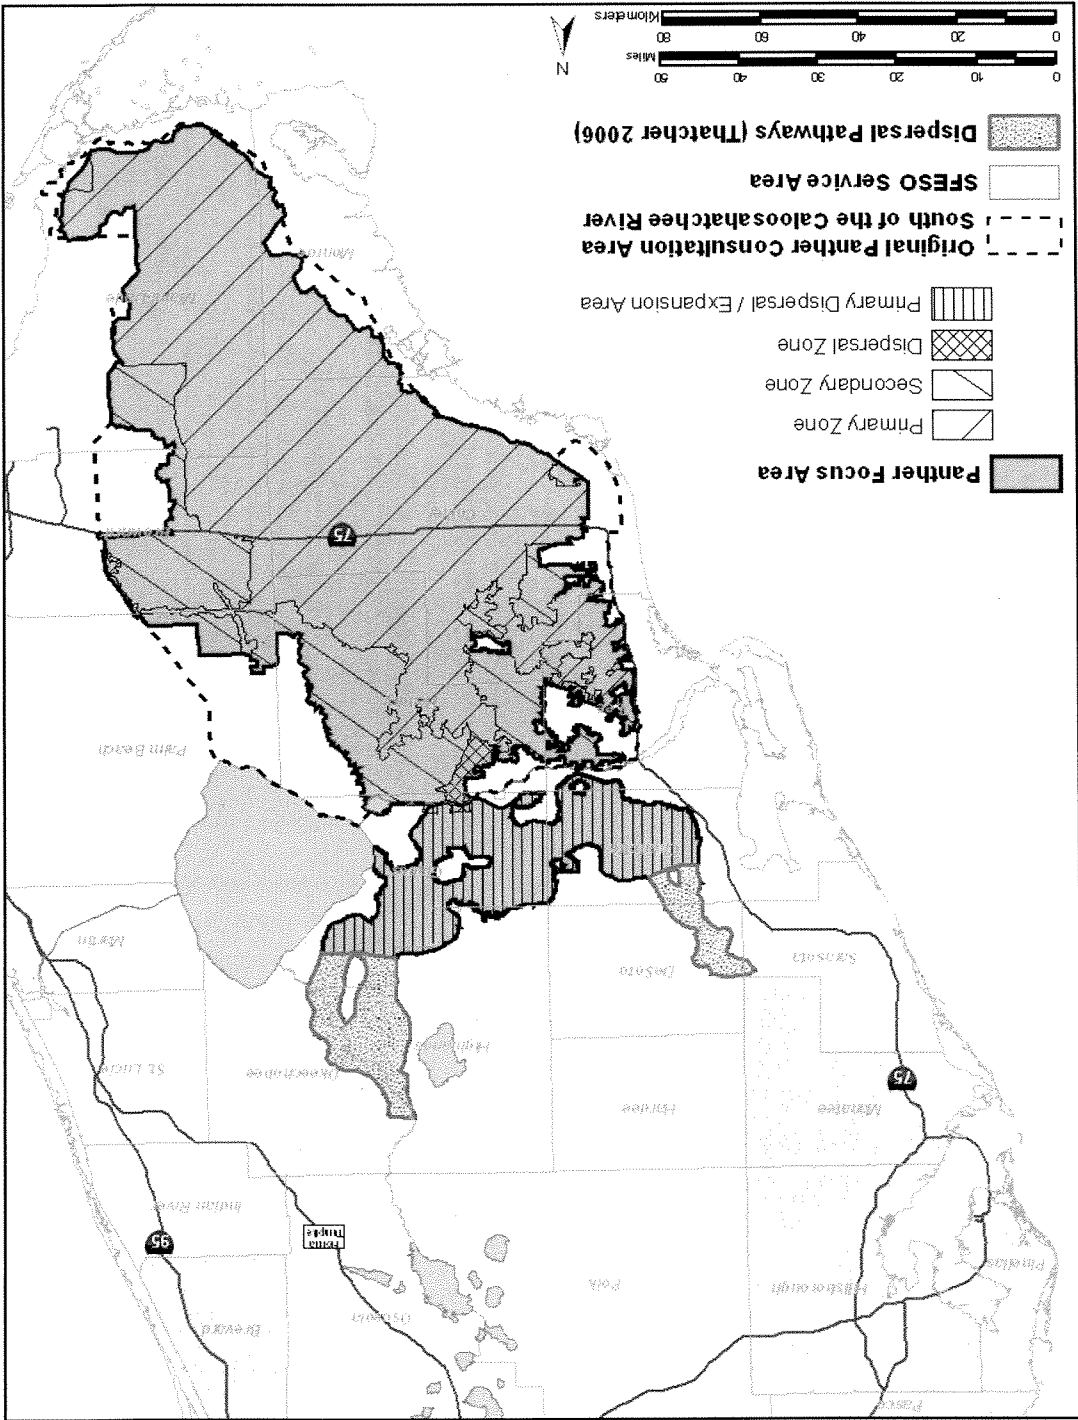 Pasco
Pinellas
Hillsborough
Polk
Osceola
Brevard
Florida
Turnpike
95
Indian River
Manatee
75
Hardee
Highlands
Okeechobee
St. Lucie
Sarasota
DeSoto
Martin
Palm Beach
75
Monroe
Panther Focus Area
Primary Zone
Secondary Zone
Dispersal Zone
Primary Dispersal / Expansion Area
Original Panther Consultation Area
South of the Caloosahatchee River
SFESO Service Area
Dispersal Pathways (Thatcher 2006)
N
0 10 20 30 40 50
Miles
0 20 40 60 80
Kilometers